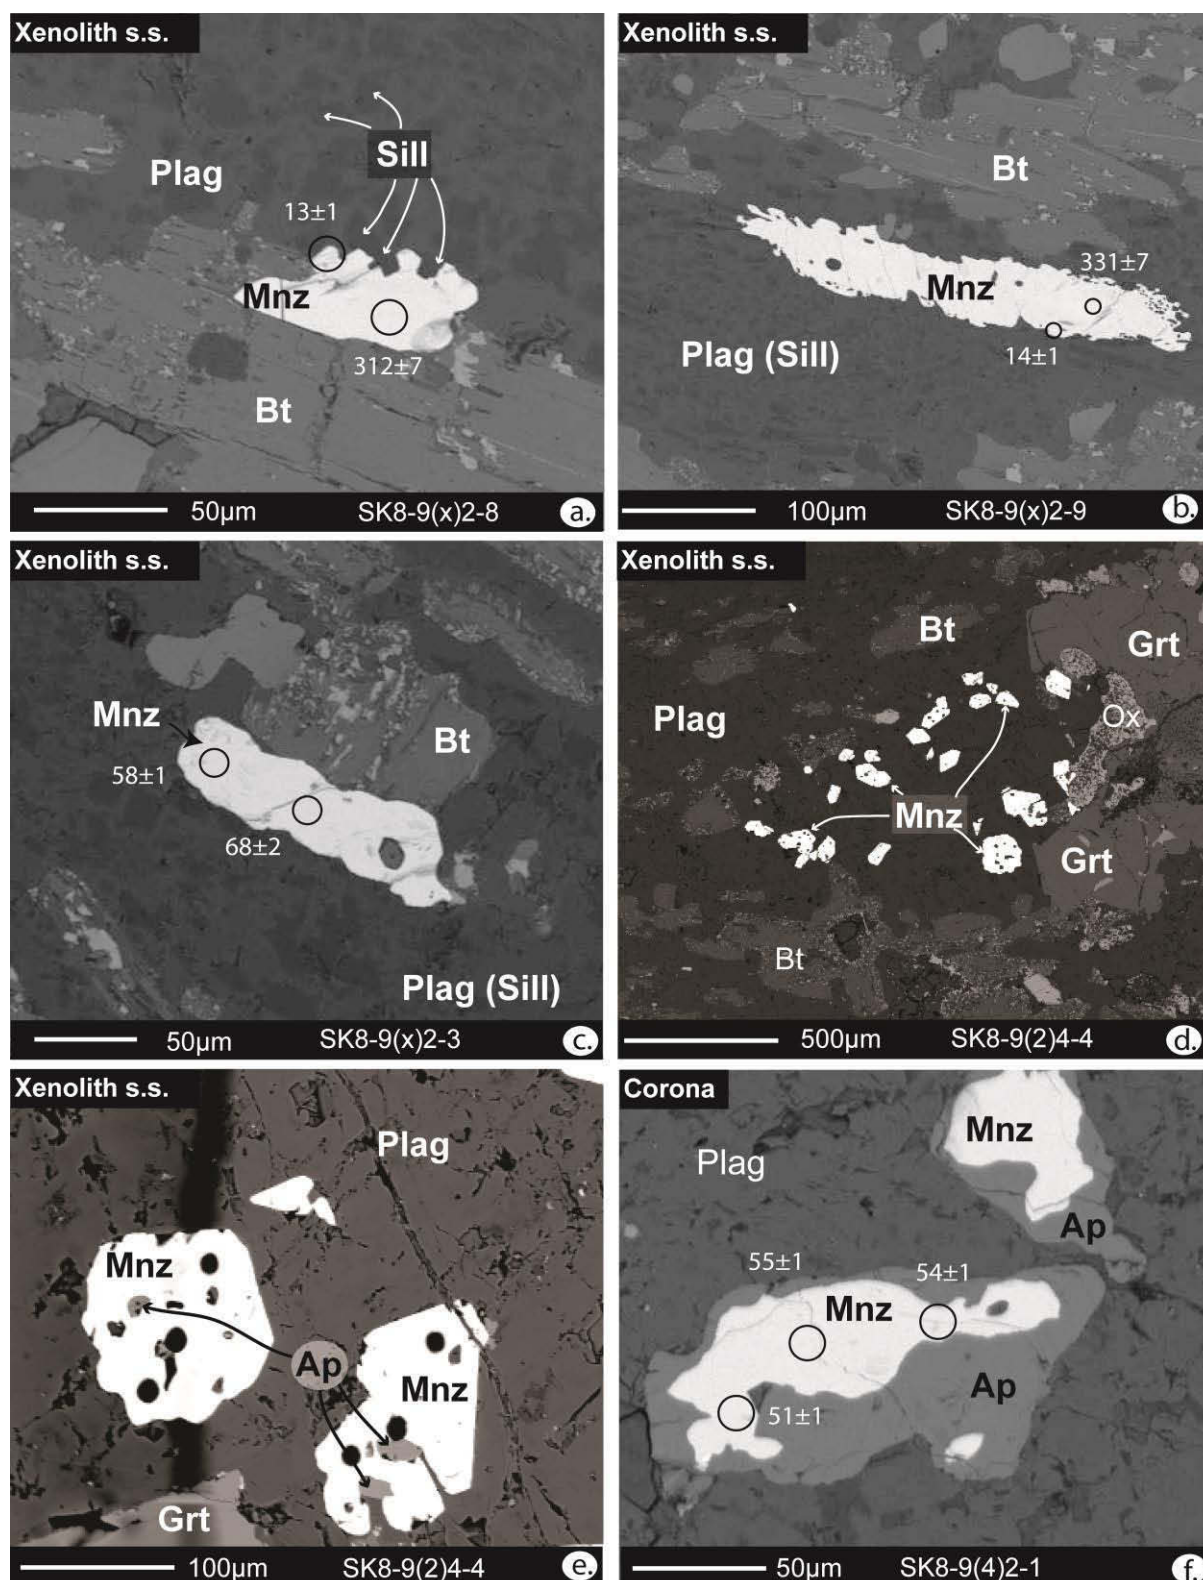 Xenolith s.s.
Sill
Plag
13±1
Mnz
312±7
Bt
50µm SK8-9(x)2-8 a.
Xenolith s.s.
Bt
331±7
Mnz
Plag (Sill)
14±1
100µm SK8-9(x)2-9 b.
Xenolith s.s.
Mnz
Bt
58±1
68±2
Plag (Sill)
50µm SK8-9(x)2-3 c.
Xenolith s.s.
Bt
Grt
Plag
Ox
Mnz
Grt
Bt
500µm SK8-9(2)4-4 d.
Xenolith s.s.
Plag
Mnz
Ap
Mnz
Grt
100µm SK8-9(2)4-4 e.
Corona
Mnz
Plag
Ap
55±1
54±1
Mnz
Ap
51±1
50µm SK8-9(4)2-1 f.